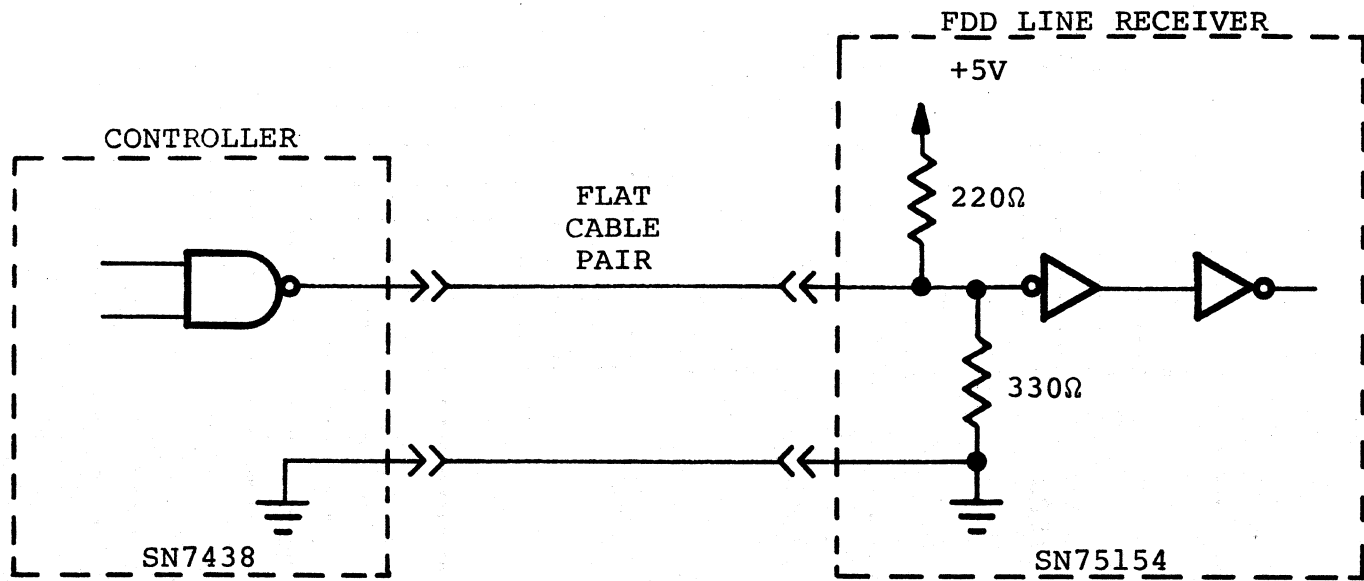 FDD LINE RECEIVER
+5V
CONTROLLER
FLAT
CABLE
PAIR
220Ω
330Ω
SN7438
SN75154